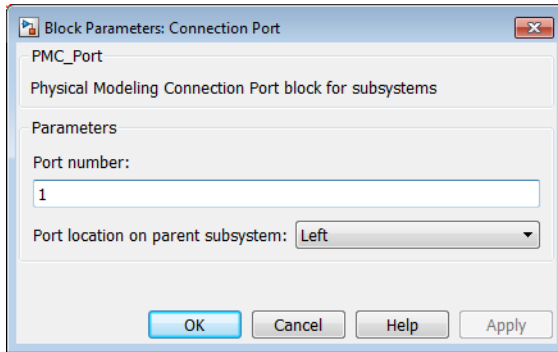 Block Parameters: Connection Port
PMC_Port
Physical Modeling Connection Port block for subsystems
Parameters
Port number:
1
Port location on parent subsystem: Left
OK Cancel Help Apply